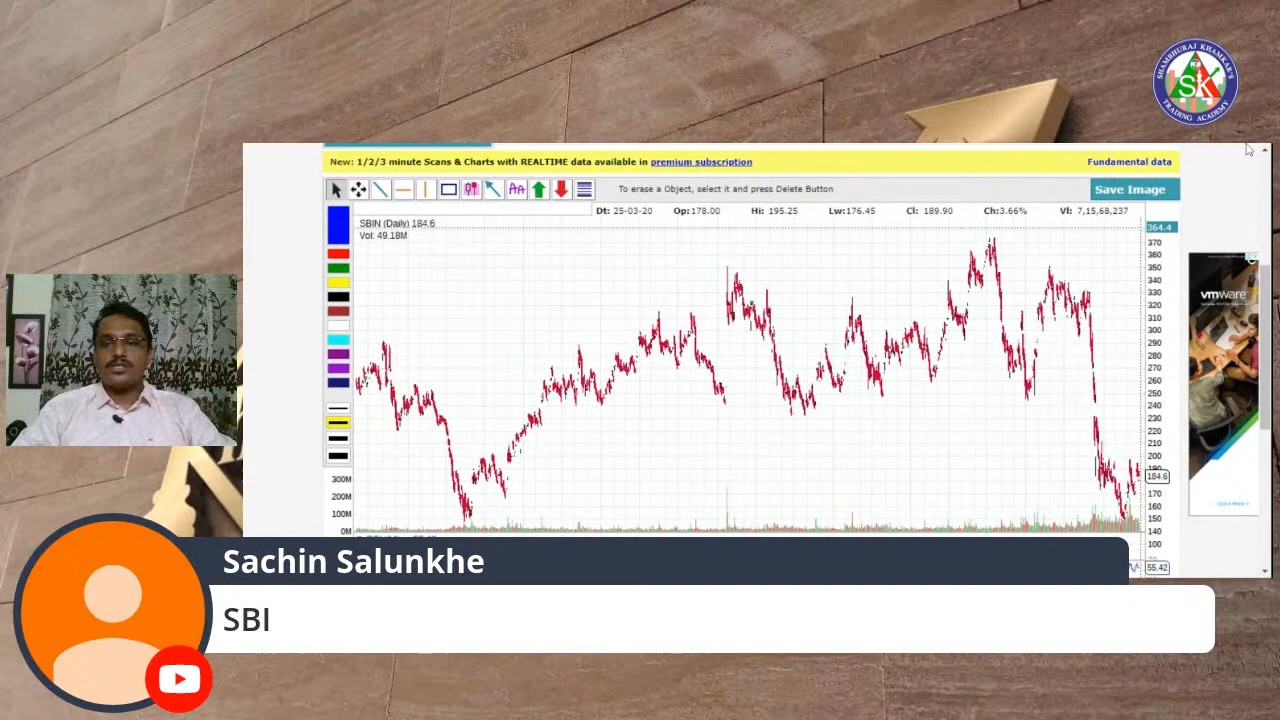 SHAMBHURAJ KHAMKAR'S
SK
TRADING ACADEMY
New: 1/2/3 minute Scans & Charts with REALTIME data available in premium subscription
Fundamental data
To erase a Object, select it and press Delete Button
Save Image
Dt: 25-03-20 Op:178.00 Hi: 195.25 Lw:176.45 Cl: 189.90 Ch:3.66% Vl: 7,15,68,237
SBIN (Daily) 184.6
Vol: 49.18M
364.4
370
360
350
340
330
320
310
300
290
280
270
260
250
240
230
220
210
200
190
184.6
170
160
150
140
100
55.42
300M
200M
100M
0M
vmware
Sachin Salunkhe
SBI